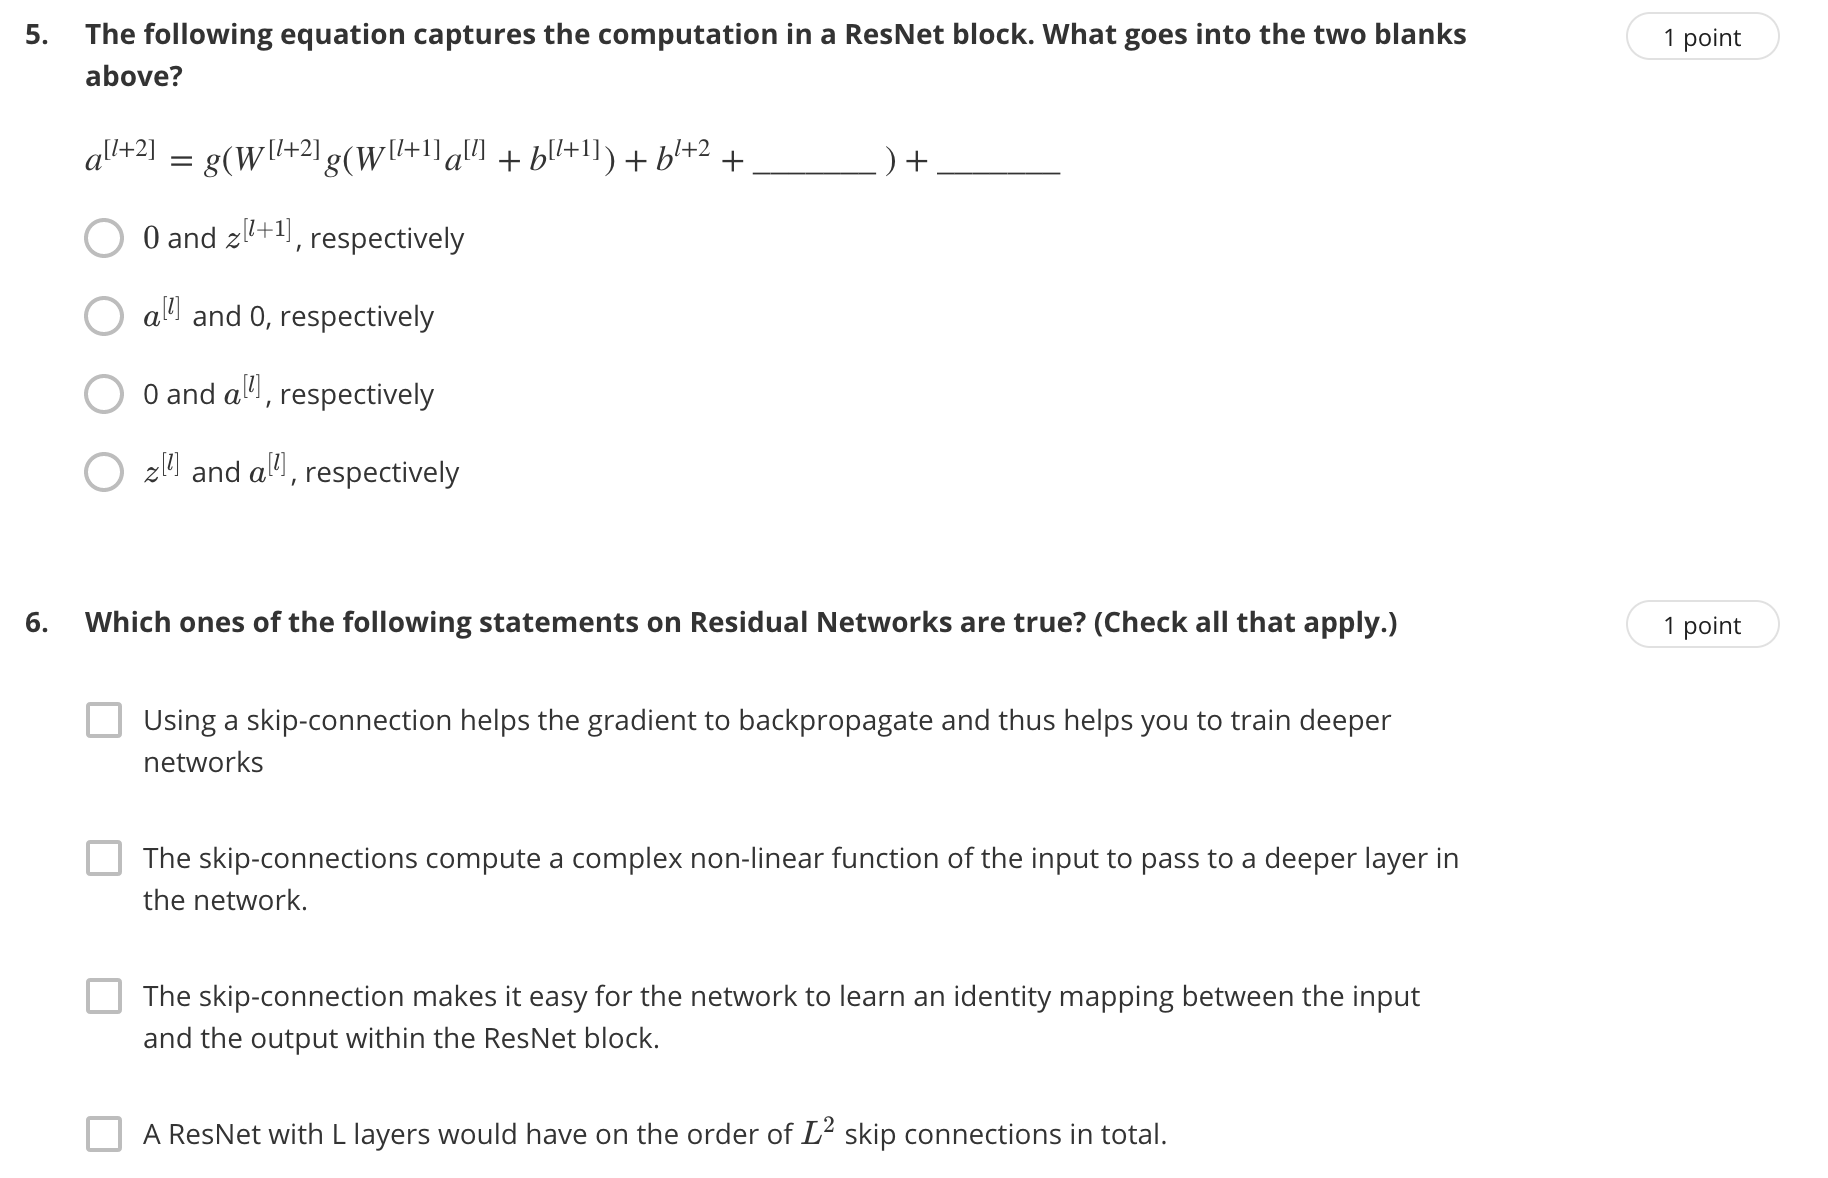 5. The following equation captures the computation in a ResNet block. What goes into the two blanks 1 point
above?
a^{[l+2]} = g(W^{[l+2]}g(W^{[l+1]}a^{[l]} + b^{[l+1]}) + b^{l+2} + _______ ) + _______
0 and z^{[l+1]}, respectively
a^{[l]} and 0, respectively
0 and a^{[l]}, respectively
z^{[l]} and a^{[l]}, respectively
6. Which ones of the following statements on Residual Networks are true? (Check all that apply.) 1 point
Using a skip-connection helps the gradient to backpropagate and thus helps you to train deeper
networks
The skip-connections compute a complex non-linear function of the input to pass to a deeper layer in
the network.
The skip-connection makes it easy for the network to learn an identity mapping between the input
and the output within the ResNet block.
A ResNet with L layers would have on the order of L² skip connections in total.